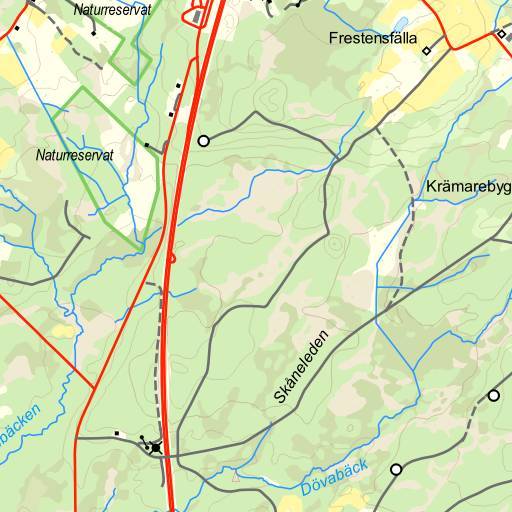 Naturreservat
Frestensfälla
Naturreservat
Krämarebyg
Skåneleden
bäcken
Dövabäck